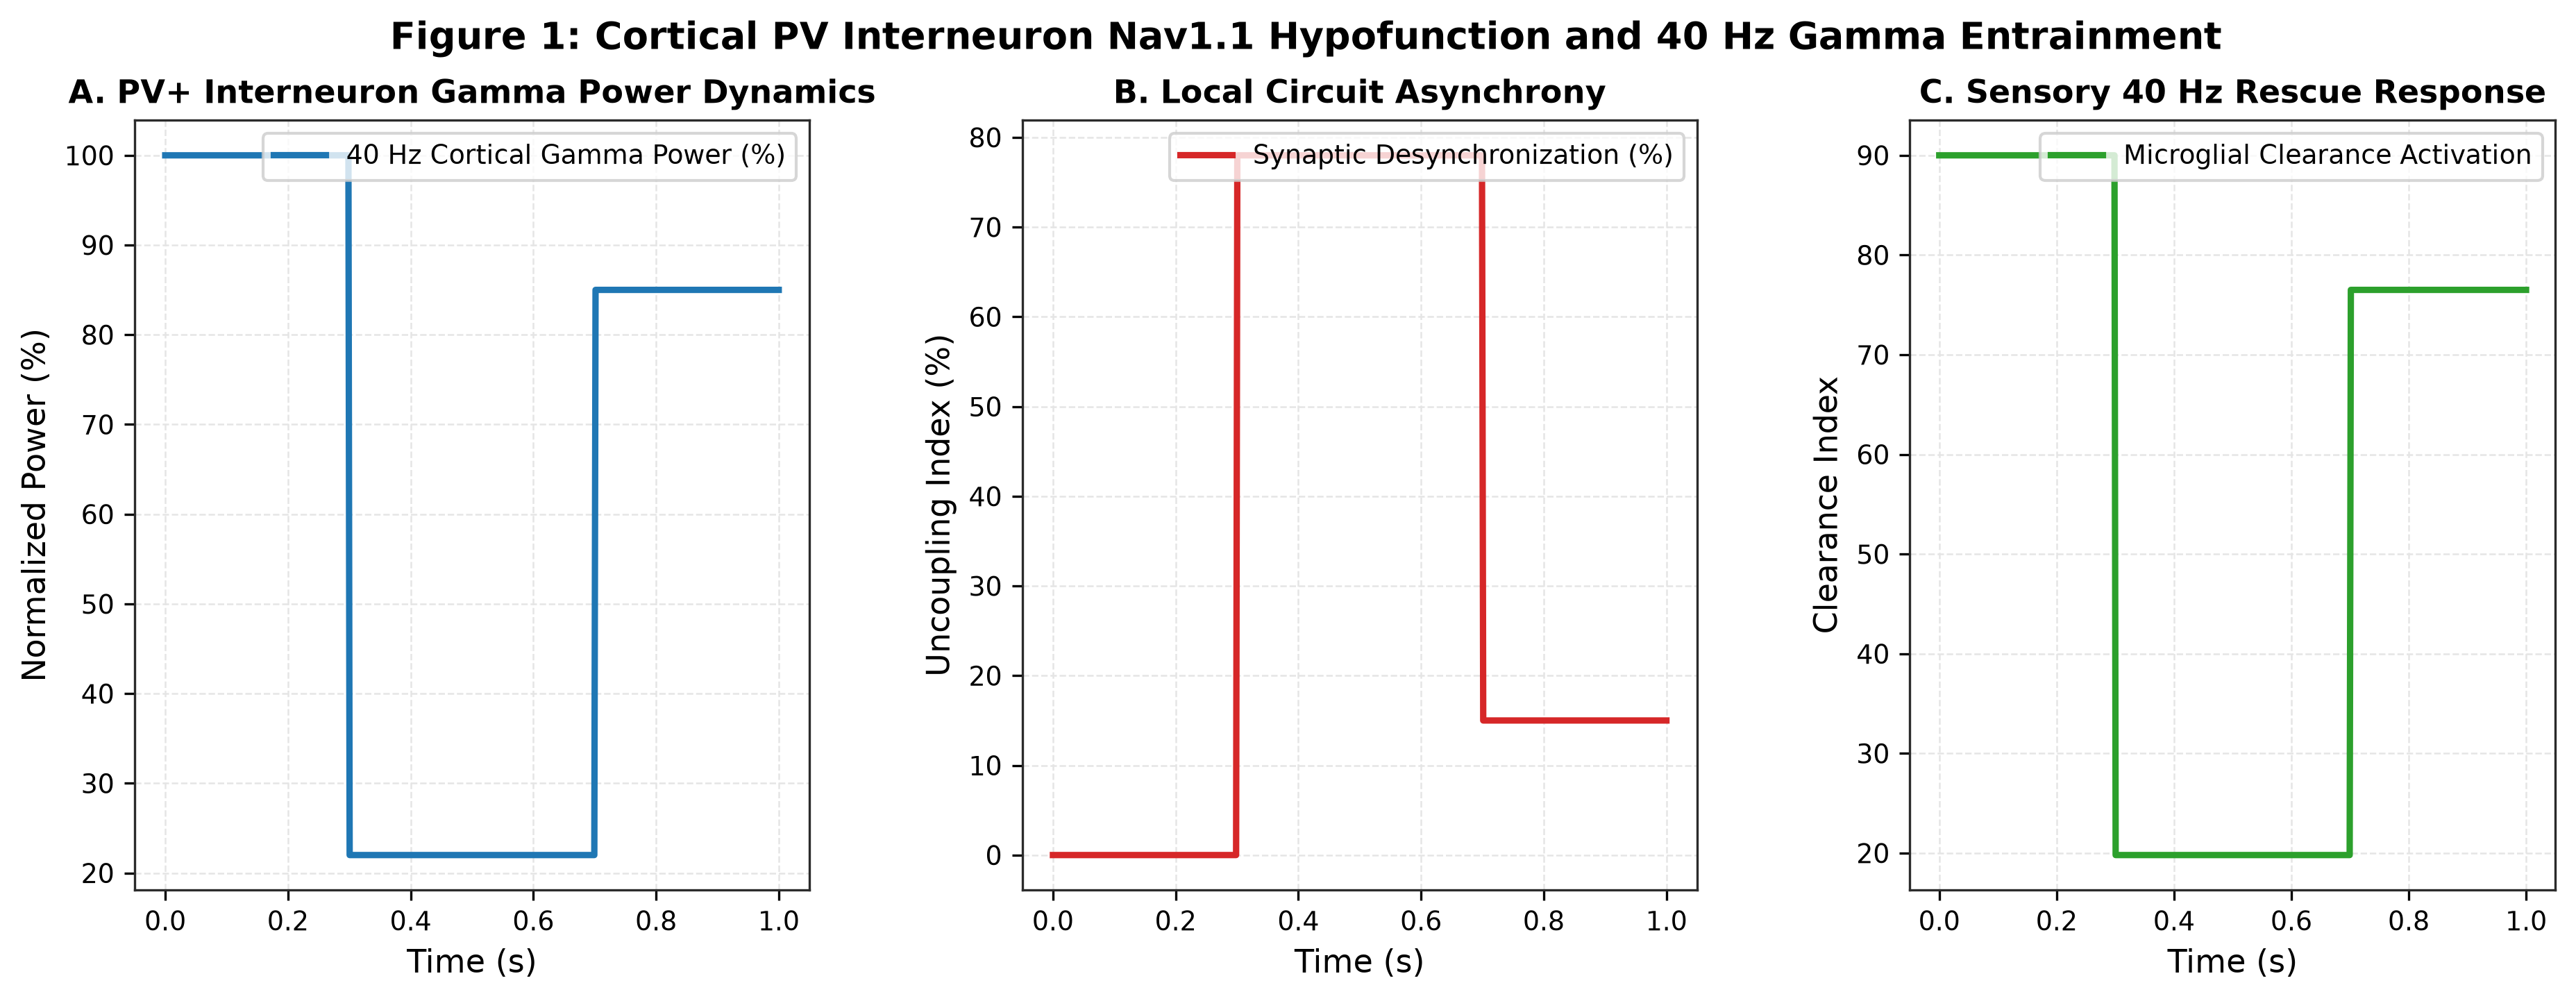 Figure 1: Cortical PV Interneuron Nav1.1 Hypofunction and 40 Hz Gamma Entrainment
A. PV+ Interneuron Gamma Power Dynamics
40 Hz Cortical Gamma Power (%)
Normalized Power (%)
100
90
80
70
60
50
40
30
20
0.0 0.2 0.4 0.6 0.8 1.0
Time (s)
B. Local Circuit Asynchrony
Synaptic Desynchronization (%)
Uncoupling Index (%)
80
70
60
50
40
30
20
10
0
0.0 0.2 0.4 0.6 0.8 1.0
Time (s)
C. Sensory 40 Hz Rescue Response
Microglial Clearance Activation
Clearance Index
90
80
70
60
50
40
30
20
0.0 0.2 0.4 0.6 0.8 1.0
Time (s)